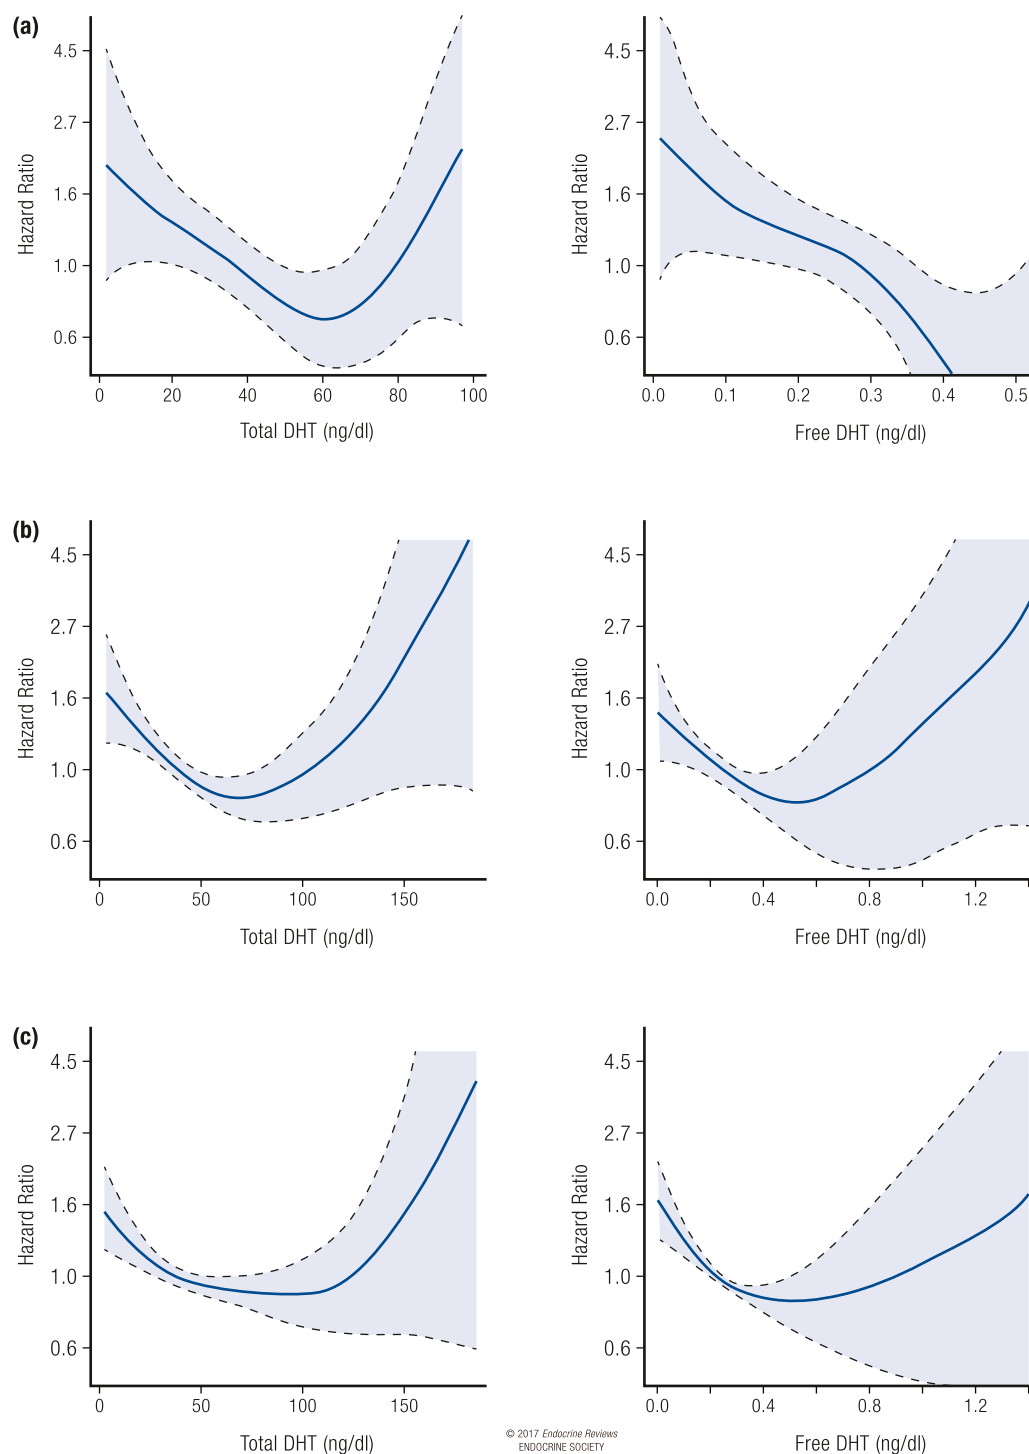 (a)
Hazard Ratio
4.5
2.7
1.6
1.0
0.6
0 20 40 60 80 100
Total DHT (ng/dl)
Hazard Ratio
4.5
2.7
1.6
1.0
0.6
0.0 0.1 0.2 0.3 0.4 0.5
Free DHT (ng/dl)
(b)
Hazard Ratio
4.5
2.7
1.6
1.0
0.6
0 50 100 150
Total DHT (ng/dl)
Hazard Ratio
4.5
2.7
1.6
1.0
0.6
0.0 0.4 0.8 1.2
Free DHT (ng/dl)
(c)
Hazard Ratio
4.5
2.7
1.6
1.0
0.6
0 50 100 150
Total DHT (ng/dl)
Hazard Ratio
4.5
2.7
1.6
1.0
0.6
0.0 0.4 0.8 1.2
Free DHT (ng/dl)
© 2017 Endocrine Reviews
ENDOCRINE SOCIETY